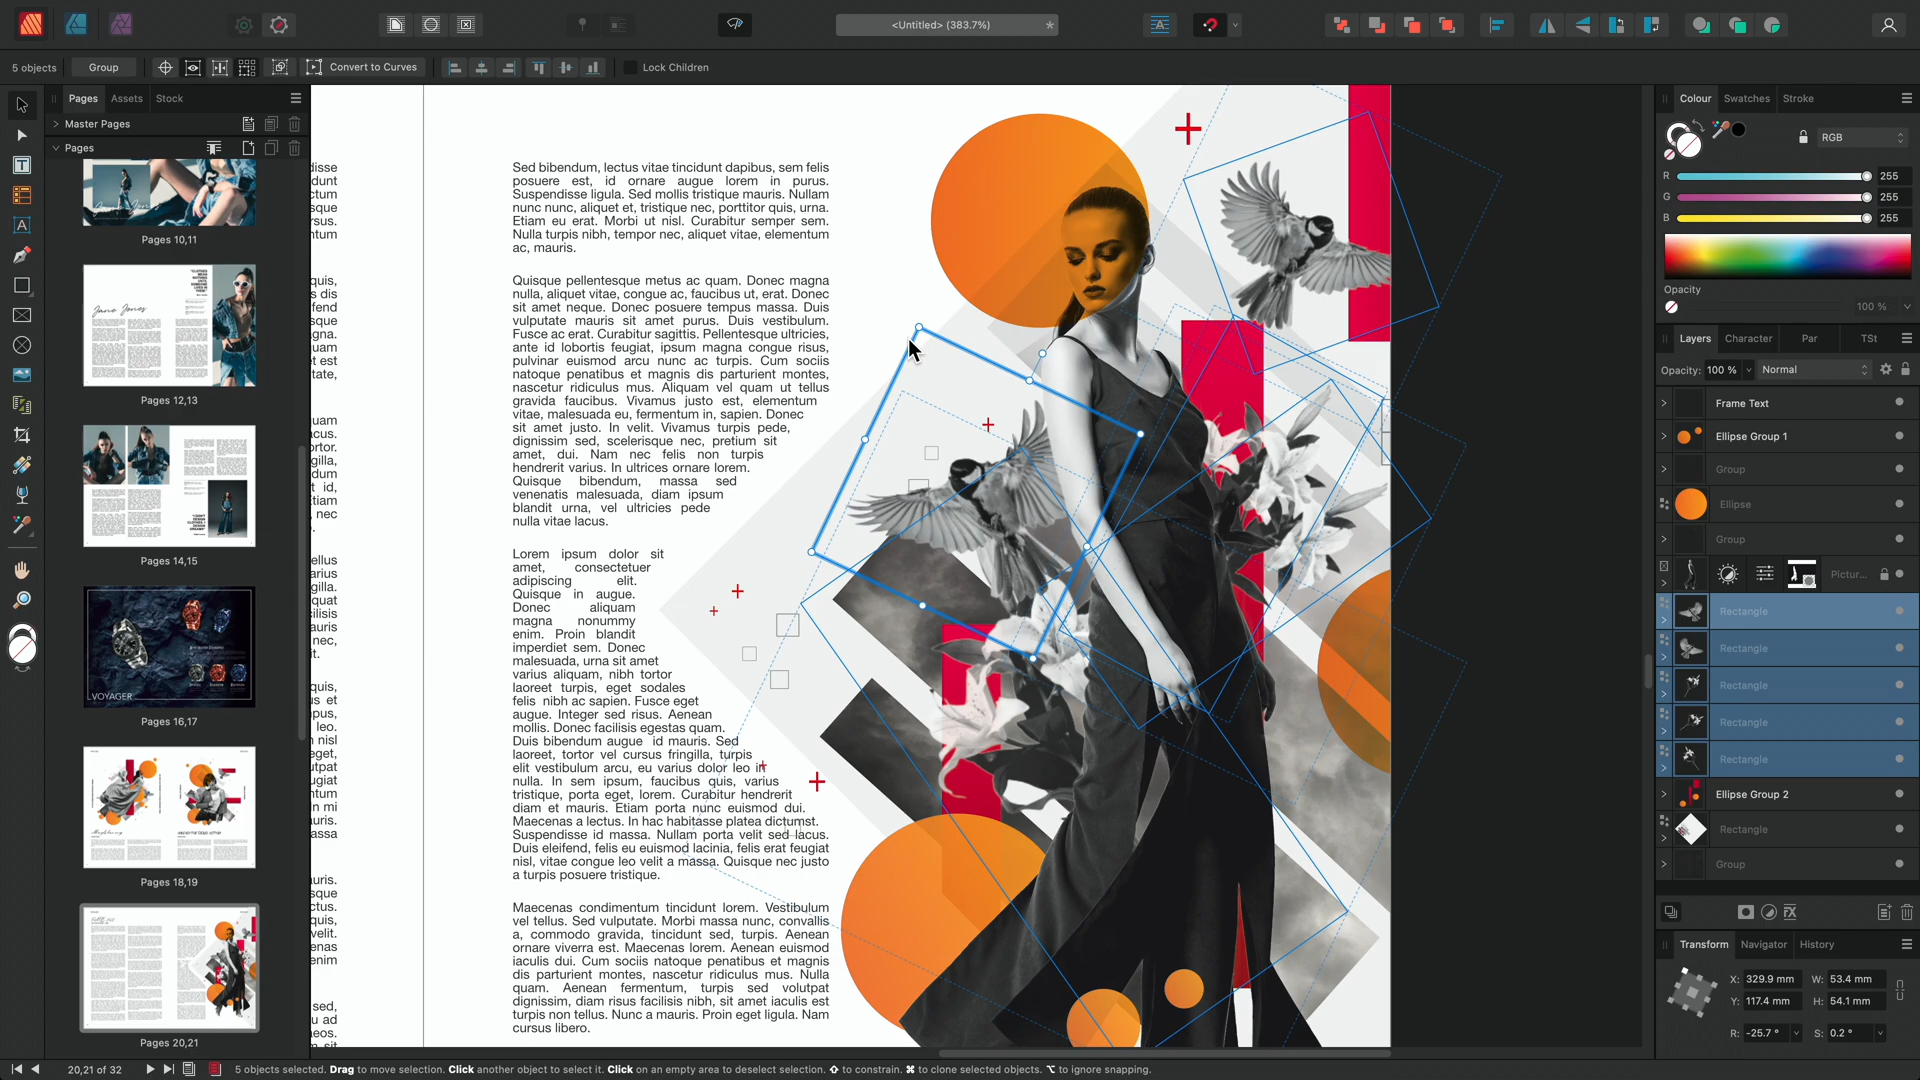 <Untitled> (383.7%)
*
5 objects
Group
Convert to Curves
Lock Children
Pages
Assets
Stock
Master Pages
Pages
Pages 10,11
Jane Jones
Pages 12,13
Pages 14,15
VOYAGER
Pages 16,17
Pages 18,19
Pages 20,21
Sed bibendum, lectus vitae tincidunt dapibus, sem felis
posuere est, id ornare augue lorem in purus.
Suspendisse ligula. Sed mollis tristique mauris. Nullam
nunc nunc, aliquet et, tristique nec, porttitor quis, urna.
Etiam eu erat. Morbi ut nisl. Curabitur semper sem.
Nulla turpis nibh, tempor nec, aliquet vitae, elementum
ac, mauris.
Quisque pellentesque metus ac quam. Donec magna
nulla, aliquet vitae, congue ac, faucibus ut, erat. Donec
sit amet neque. Donec posuere tempus massa. Duis
vulputate mauris sit amet purus. Duis vestibulum.
Fusce ac erat. Curabitur sagittis. Pellentesque ultricies,
ante id lobortis feugiat, ipsum magna congue risus,
pulvinar euismod arcu nunc ac turpis. Cum sociis
natoque penatibus et magnis dis parturient montes,
nascetur ridiculus mus. Aliquam vel quam ut tellus
gravida faucibus. Vivamus justo est, elementum
vitae, malesuada eu, fermentum in, sapien. Donec
sit amet justo. In velit. Vivamus turpis pede,
dignissim sed, scelerisque nec, pretium sit
amet, dui. Nam nec felis non turpis
hendrerit varius. In ultrices ornare lorem.
Quisque bibendum, massa sed
venenatis malesuada, diam ipsum
blandit urna, vel ultricies pede
nulla vitae lacus.
Lorem ipsum dolor sit
amet, consectetuer
adipiscing elit.
Quisque in augue.
Donec aliquam
magna nonummy
enim. Proin blandit
imperdiet sem. Donec
malesuada, urna sit amet
varius aliquam, nibh tortor
laoreet turpis, eget sodales
felis nibh ac sapien. Fusce eget
augue. Integer sed risus. Aenean
mollis. Donec facilisis egestas quam.
Duis bibendum augue id mauris. Sed
laoreet, tortor vel cursus fringilla, turpis
elit vestibulum arcu, eu varius dolor leo in
nulla. In sem ipsum, faucibus quis, varius
tristique, porta eget, lorem. Curabitur hendrerit
diam et mauris. Etiam porta nunc euismod dui.
Maecenas a lectus. In hac habitasse platea dictumst.
Suspendisse id massa. Nullam porta velit sed lacus.
Duis eleifend, felis eu euismod lacinia, felis erat feugiat
nisl, vitae congue leo velit a massa. Quisque nec justo
a turpis posuere tristique.
Maecenas condimentum tincidunt lorem. Vestibulum
vel tellus. Sed vulputate. Morbi massa nunc, convallis
a, commodo gravida, tincidunt sed, turpis. Aenean
ornare viverra est. Maecenas lorem. Aenean euismod
iaculis dui. Cum sociis natoque penatibus et magnis
dis parturient montes, nascetur ridiculus mus. Nulla
quam. Aenean fermentum, turpis sed volutpat
dignissim, diam risus facilisis nibh, sit amet iaculis est
turpis non tellus. Nunc a mauris. Proin eget ligula. Nam
cursus libero.
Colour
Swatches
Stroke
RGB
R 255
G 255
B 255
Opacity
100 %
Layers
Character
Par
TSt
Opacity: 100 %
Normal
Frame Text
Ellipse Group 1
Group
Ellipse
Group
Pictur...
Rectangle
Rectangle
Rectangle
Rectangle
Rectangle
Ellipse Group 2
Rectangle
Group
Transform
Navigator
History
X: 329.9 mm W: 53.4 mm
Y: 117.4 mm H: 54.1 mm
R: -25.7 ° S: 0.2 °
20,21 of 32
5 objects selected. Drag to move selection. Click another object to select it. Click on an empty area to deselect selection. ⇧ to constrain. ⌘ to clone selected objects. ⌥ to ignore snapping.